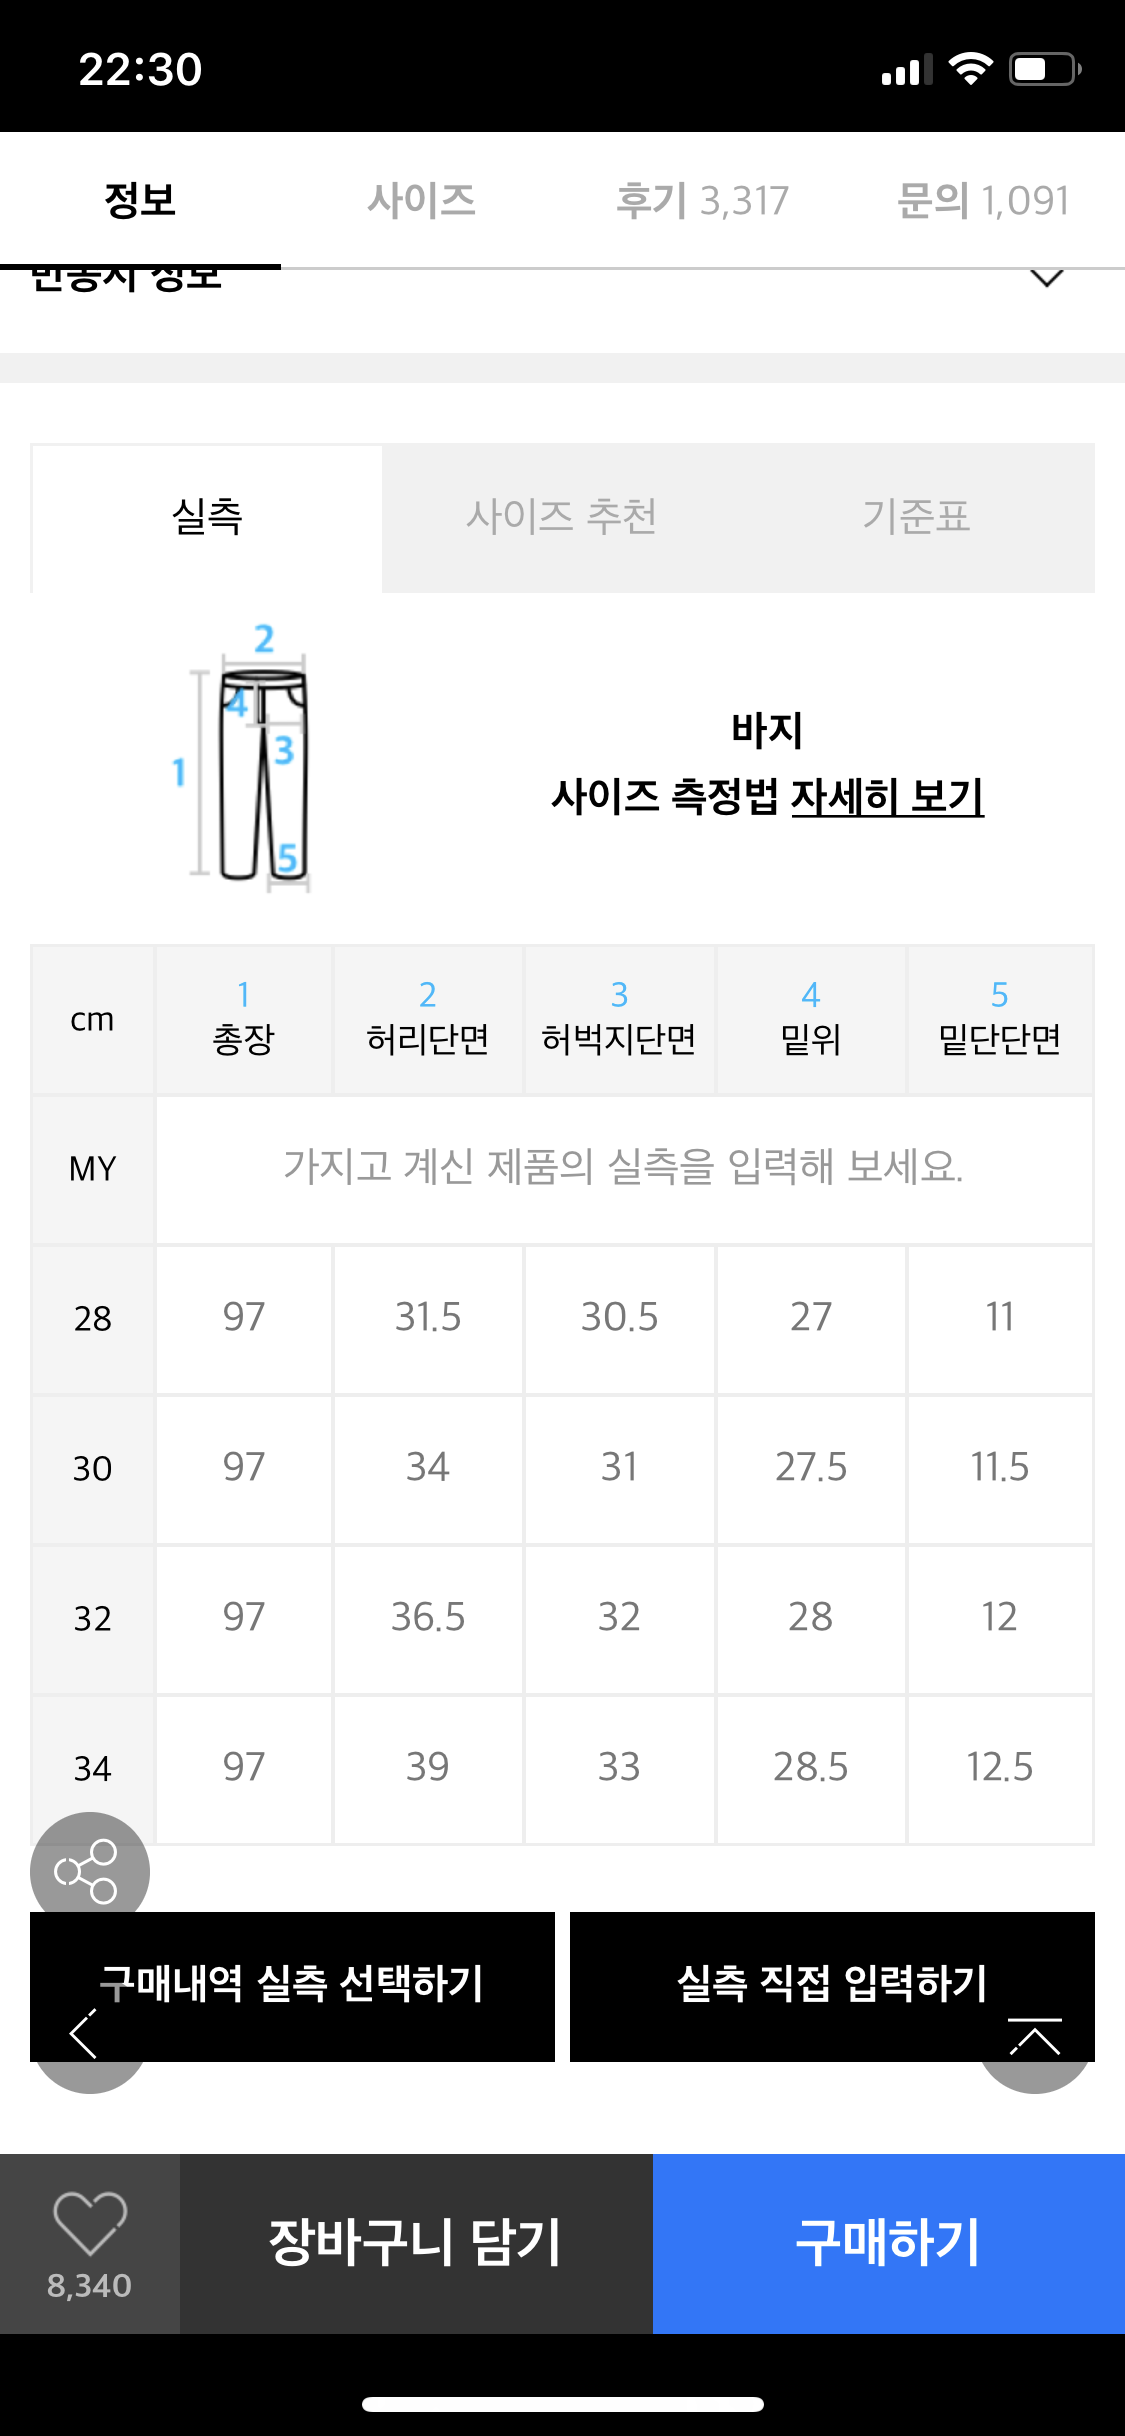 22:30
정보 사이즈 후기 3,317 문의 1,091
정보
실측 사이즈 추천 기준표
2
4
3
1
5
바지
사이즈 측정법 자세히 보기
cm 1 총장 2 허리단면 3 허벅지단면 4 밑위 5 밑단단면
MY 가지고 계신 제품의 실측을 입력해 보세요.
28 97 31.5 30.5 27 11
30 97 34 31 27.5 11.5
32 97 36.5 32 28 12
34 97 39 33 28.5 12.5
구매내역 실측 선택하기 실측 직접 입력하기
8,340 장바구니 담기 구매하기